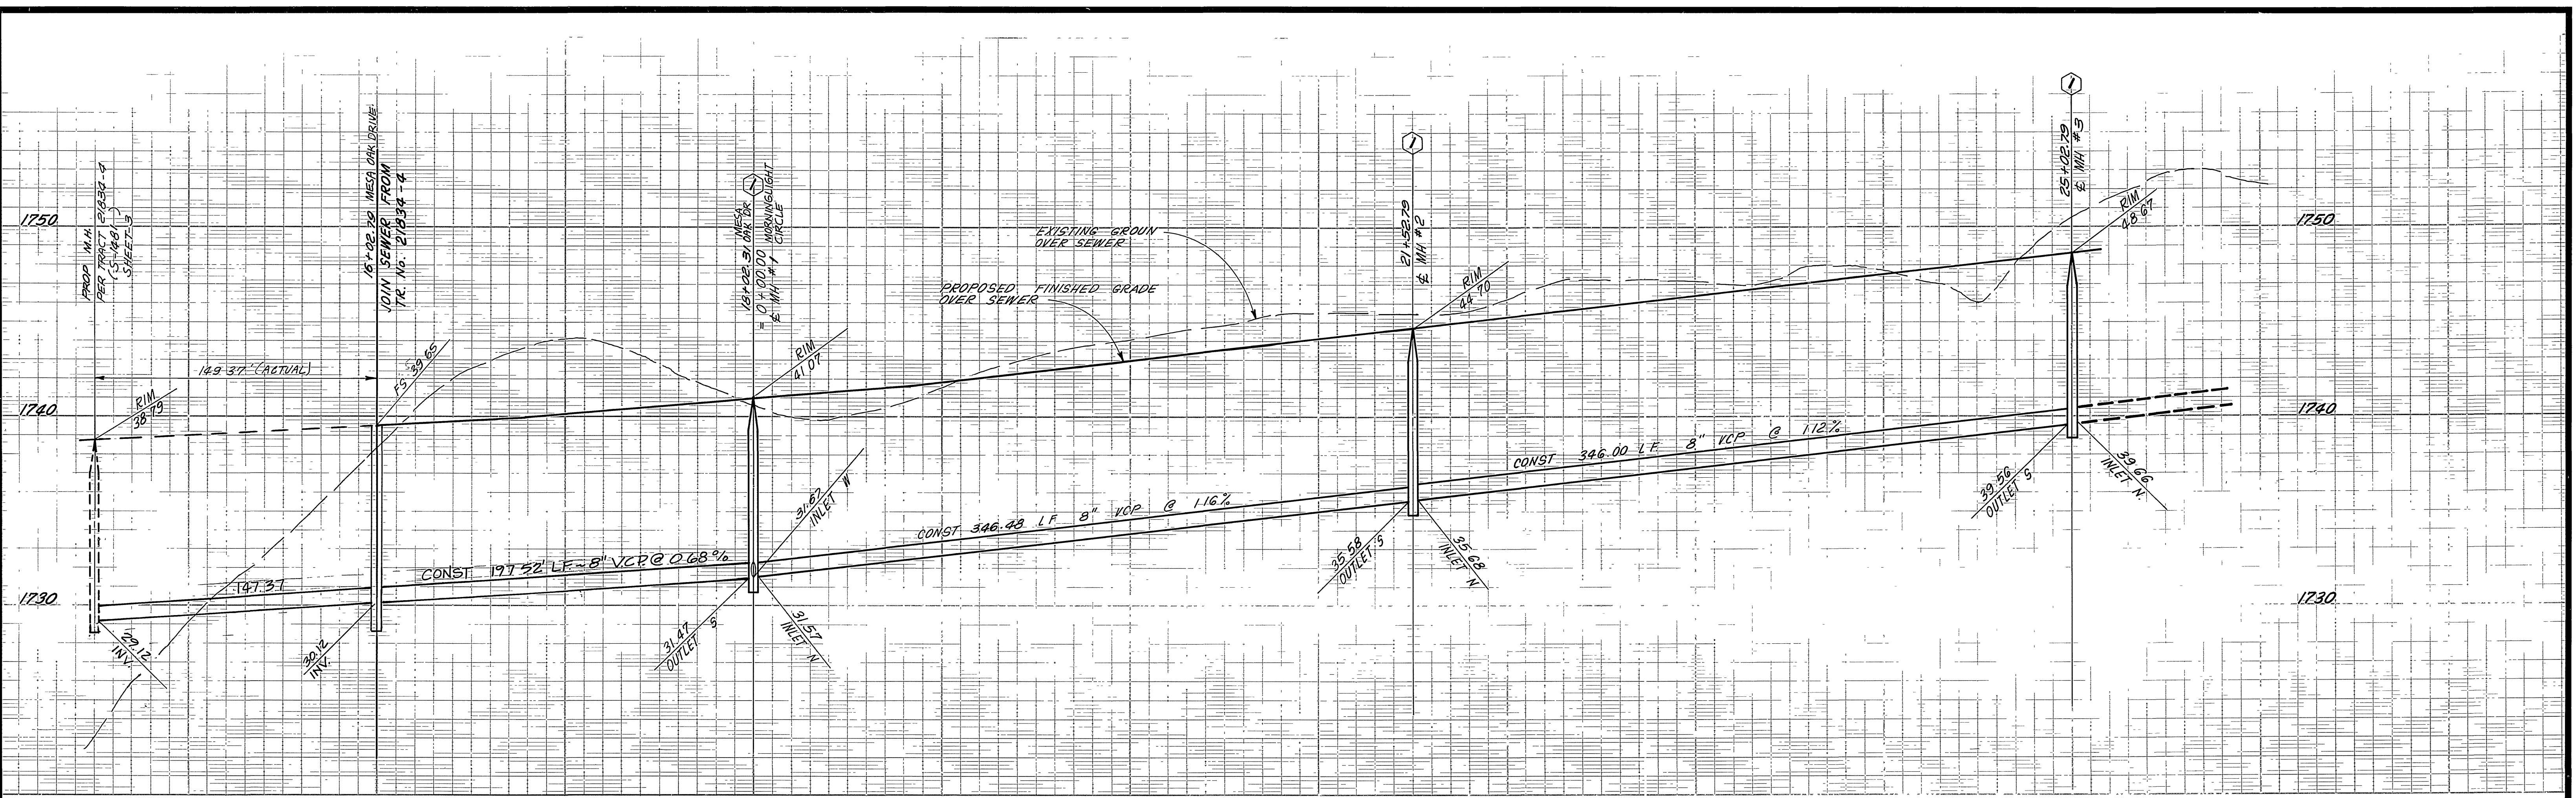 PROP M.H.
PER TRACT 21834-4
(S-1481)
SHEET-3
16+02.79 MESA OAK DRIVE
JOIN SEWER FROM
TR. No. 21834-4
MESA
18+02.31 OAK DR.
= 0+00.00 MORNINGLIGHT
℄ MH #1 CIRCLE
1
21+52.79
℄ MH #2
1
25+02.79
℄ MH #3
1
1750
1750
EXISTING GROUN
OVER SEWER
PROPOSED FINISHED GRADE
OVER SEWER
RIM
38.79
149.37' (ACTUAL)
FS 39.65
RIM
41.07
RIM
44.70
RIM
48.67
1740
1740
147.37
CONST 197.52' LF~8" V.C.P. @ 0.68%
CONST 346.48 LF 8" VCP @ 1.16%
CONST 346.00 LF 8" VCP @ 1.12%
1730
1730
29.12
INV.
30.12
INV.
31.47
OUTLET S
31.67
INLET W
31.57
INLET N
35.58
OUTLET S
35.68
INLET N
39.56
OUTLET S
39.66
INLET N